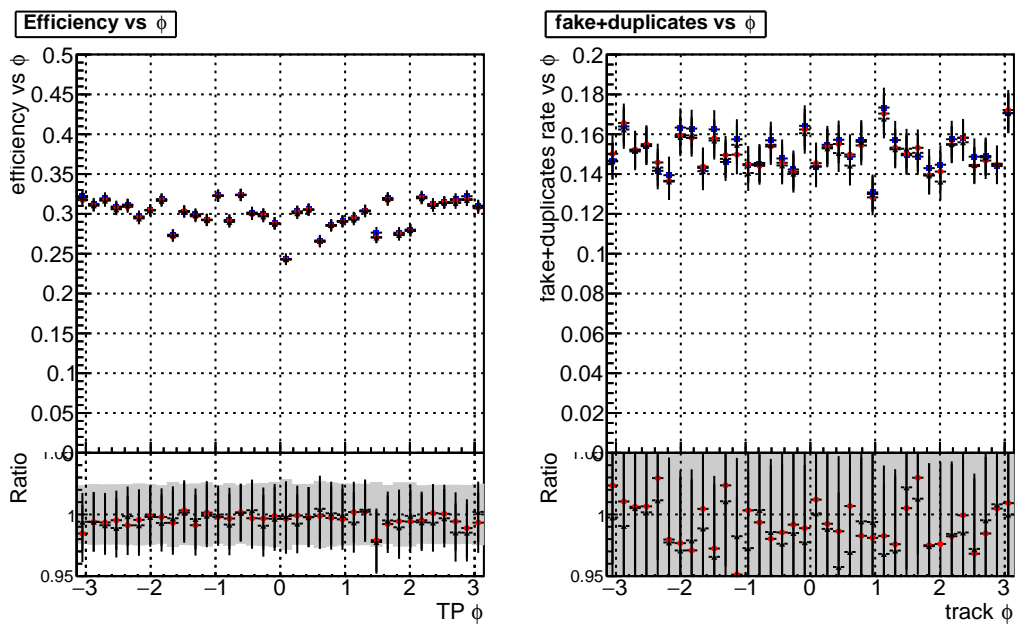 Efficiency vs ϕ
efficiency vs ϕ
0.5
0.45
0.4
0.35
0.3
0.25
0.2
0.15
0.1
0.05
0
Ratio
1
0.95
−3 −2 −1 0 1 2 3
TP ϕ
fake+duplicates vs ϕ
fake+duplicates rate vs ϕ
0.2
0.18
0.16
0.14
0.12
0.1
0.08
0.06
0.04
0.02
0
Ratio
1
0.95
−3 −2 −1 0 1 2 3
track ϕ